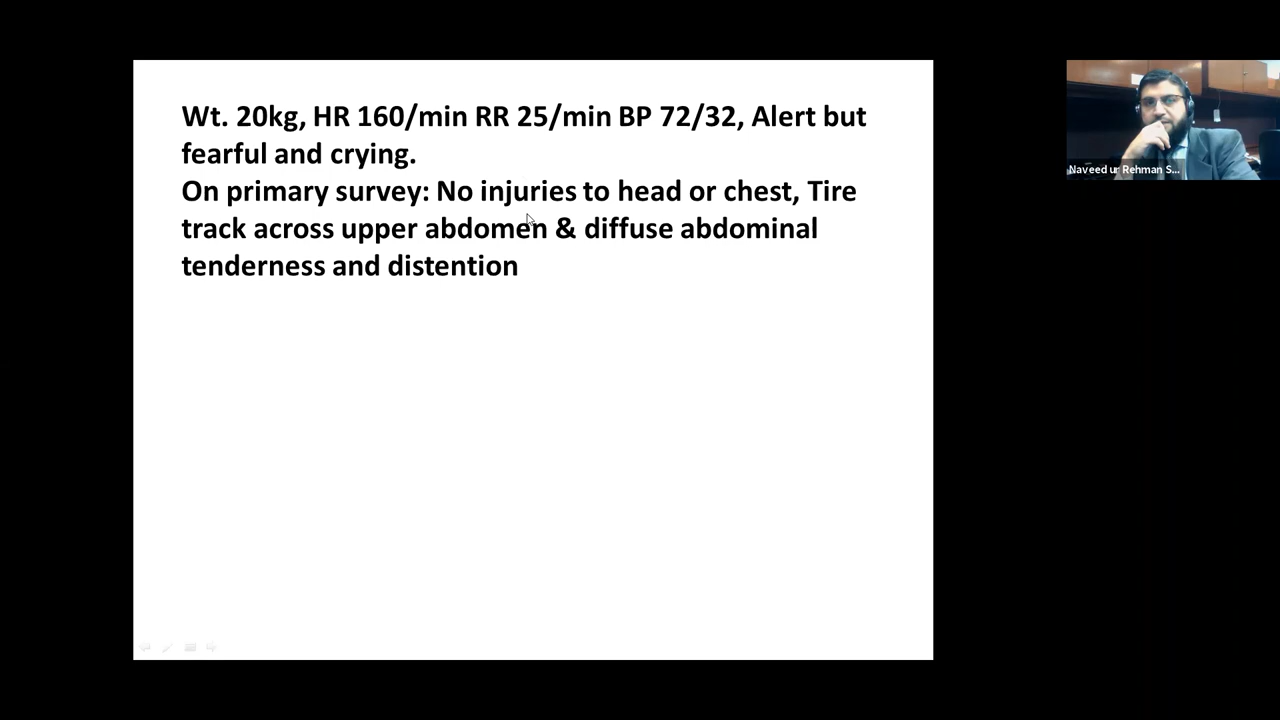 Wt. 20kg, HR 160/min RR 25/min BP 72/32, Alert but
fearful and crying.
On primary survey: No injuries to head or chest, Tire
track across upper abdomen & diffuse abdominal
tenderness and distention
Naveed ur Rehman S...